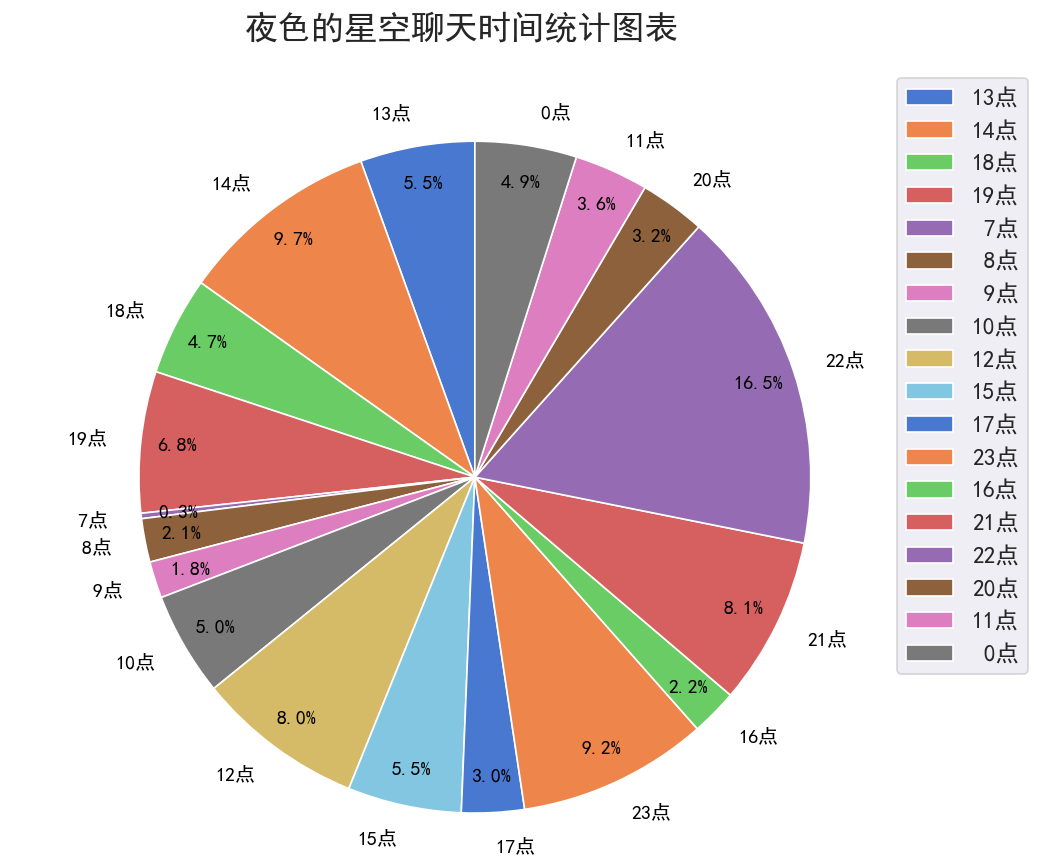 夜色的星空聊天时间统计图表
13点
0点
11点
20点
14点
18点
22点
19点
7点
8点
9点
10点
21点
16点
12点
23点
15点
17点
5.5%
4.9%
3.6%
3.2%
9.7%
4.7%
16.5%
6.8%
0.3%
2.1%
1.8%
5.0%
8.1%
2.2%
8.0%
9.2%
5.5%
3.0%
13点
14点
18点
19点
7点
8点
9点
10点
12点
15点
17点
23点
16点
21点
22点
20点
11点
0点